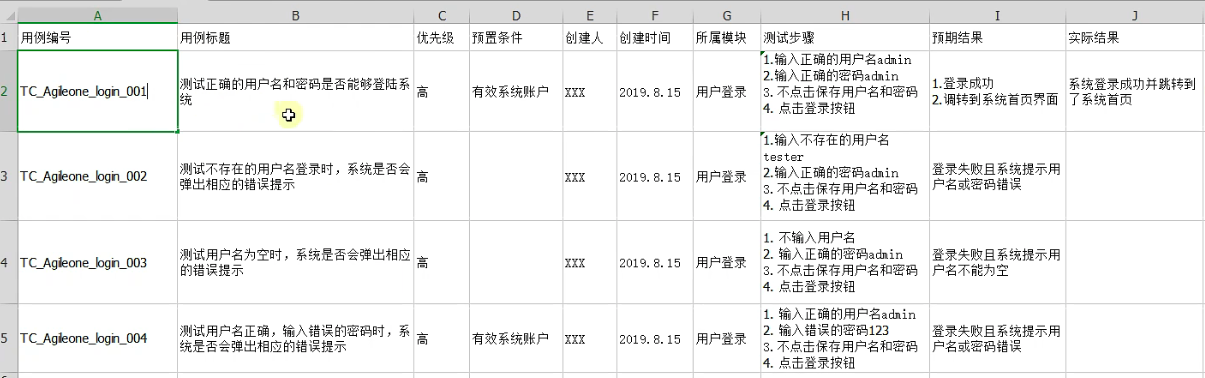 A B C D E F G H I J
1 用例编号 用例标题 优先级 预置条件 创建人 创建时间 所属模块 测试步骤 预期结果 实际结果
2 TC_Agileone_login_001 测试正确的用户名和密码是否能够登陆系
统 高 有效系统账户 XXX 2019.8.15 用户登录
1.输入正确的用户名admin
2.输入正确的密码admin
3. 不点击保存用户名和密码
4. 点击登录按钮
1.登录成功
2.调转到系统首页界面
系统登录成功并跳转到
了系统首页
3 TC_Agileone_login_002 测试不存在的用户名登录时，系统是否会
弹出相应的错误提示 高 XXX 2019.8.15 用户登录
1.输入不存在的用户名
tester
2.输入正确的密码admin
3. 不点击保存用户名和密码
4. 点击登录按钮
登录失败且系统提示用
户名或密码错误
4 TC_Agileone_login_003 测试用户名为空时，系统是否会弹出相应
的错误提示 高 XXX 2019.8.15 用户登录
1. 不输入用户名
2. 输入正确的密码admin
3. 不点击保存用户名和密码
4. 点击登录按钮
登录失败且系统提示用
户名不能为空
5 TC_Agileone_login_004 测试用户名正确，输入错误的密码时，系
统是否会弹出相应的错误提示 高 有效系统账户 XXX 2019.8.15 用户登录
1. 输入正确的用户名admin
2. 输入错误的密码123
3. 不点击保存用户名和密码
4. 点击登录按钮
登录失败且系统提示用
户名或密码错误